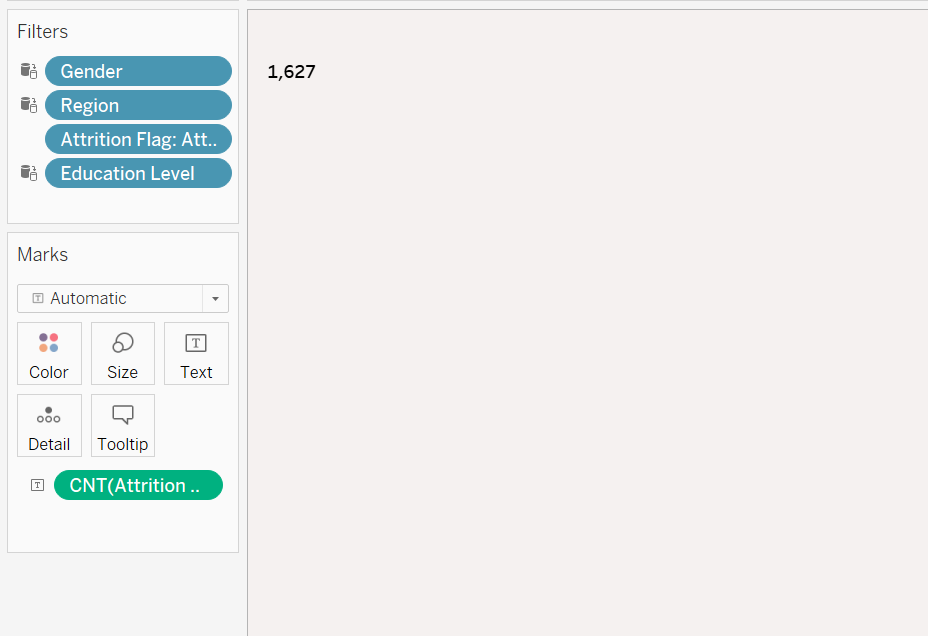 Filters
Gender
Region
Attrition Flag: Att..
Education Level
Marks
Automatic
Color Size Text
Detail Tooltip
CNT(Attrition ..
1,627